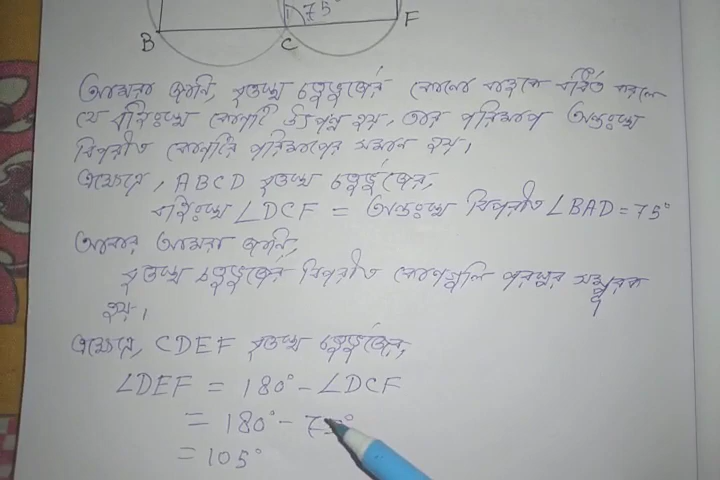 75°
B C F
আমরা জানি, বৃত্তস্থ চতুর্ভুজের কোনো বাহুকে বর্ধিত করলে
যে বহিঃস্থ কোণটি উৎপন্ন হয়, তার পরিমাপ অন্তঃস্থ
বিপরীত কোণটির পরিমাপের সমান হয়।
এখানে, ABCD বৃত্তস্থ চতুর্ভুজের,
বহিঃস্থ ∠DCF = অন্তঃস্থ বিপরীত ∠BAD = 75°
আবার আমরা জানি,
বৃত্তস্থ চতুর্ভুজের বিপরীত কোণগুলি পরস্পর সম্পূরক
হয়।
এখানে, CDEF বৃত্তস্থ চতুর্ভুজের,
∠DEF = 180° - ∠DCF
= 180° - 75°
= 105°